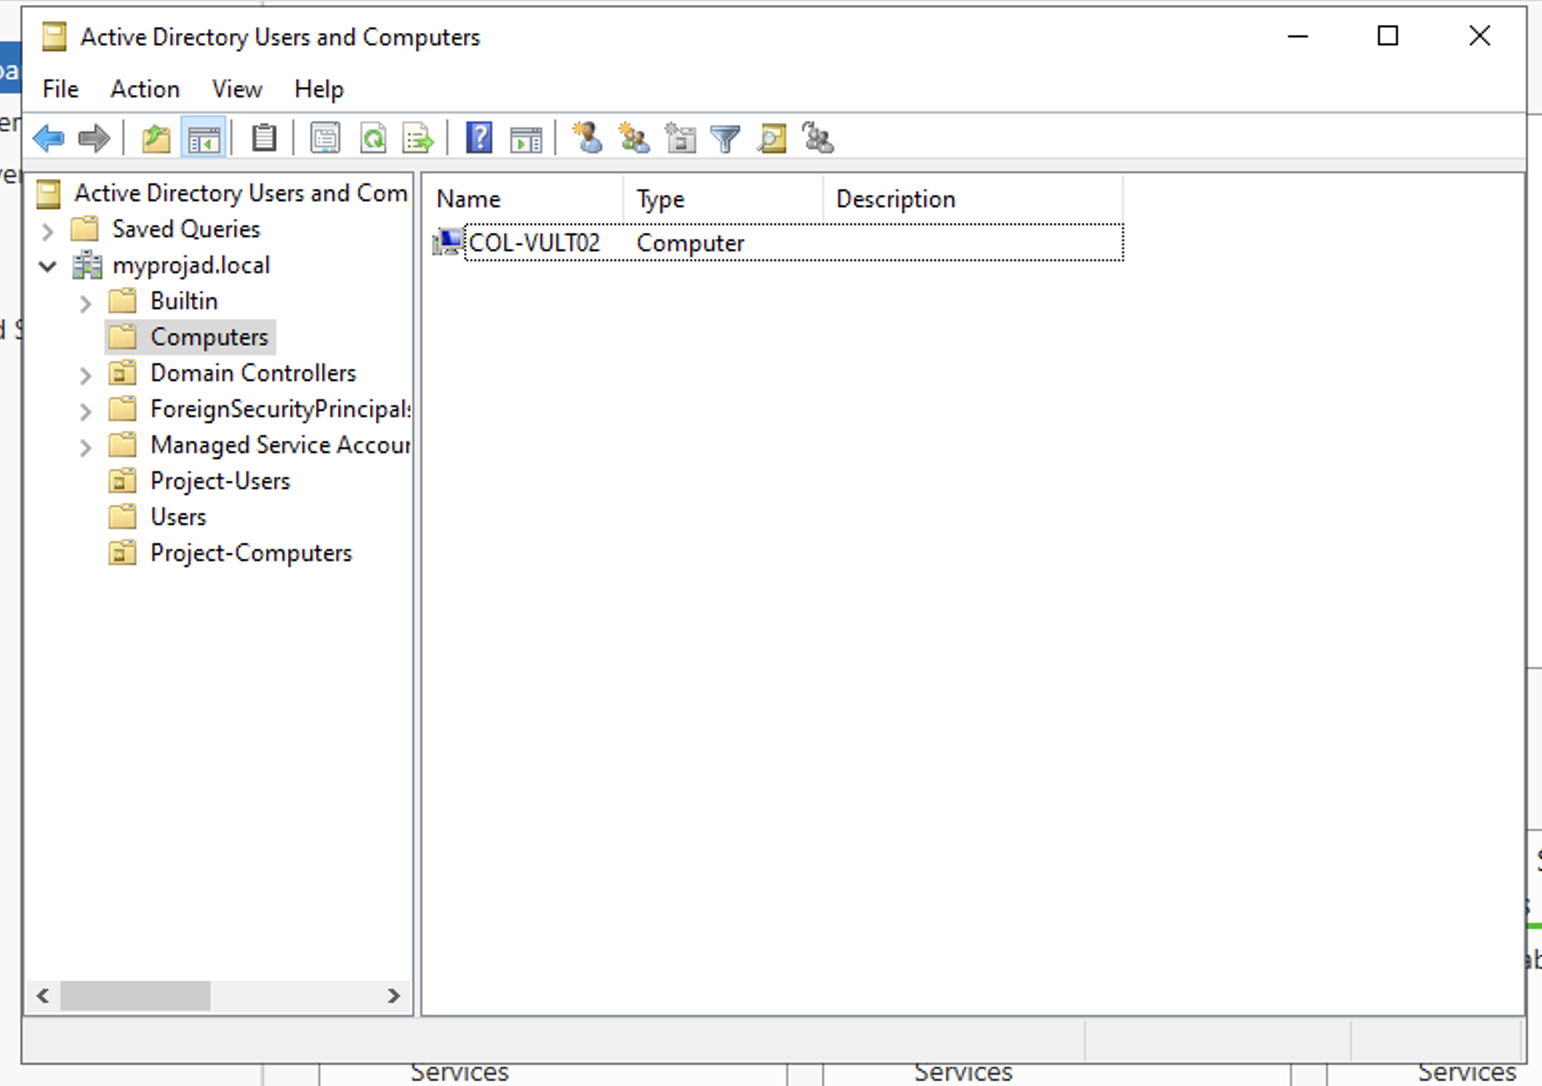 Active Directory Users and Computers
File Action View Help
Active Directory Users and Com
Saved Queries
myprojad.local
Builtin
Computers
Domain Controllers
ForeignSecurityPrincipals
Managed Service Accour
Project-Users
Users
Project-Computers
Name Type Description
COL-VULT02 Computer
Services Services Services